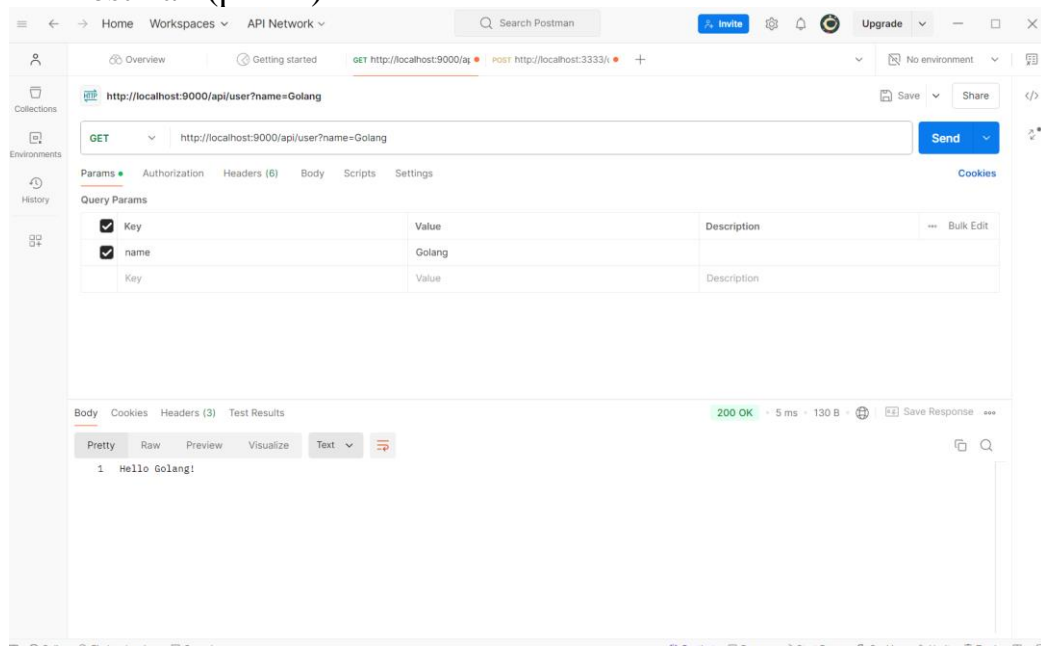 Home Workspaces API Network Search Postman Invite Upgrade
Overview Getting started GET http://localhost:9000/ap POST http://localhost:3333/ No environment
Collections
http://localhost:9000/api/user?name=Golang Save Share
Environments
GET http://localhost:9000/api/user?name=Golang Send
History
Params Authorization Headers (6) Body Scripts Settings Cookies
Query Params
Key Value Description Bulk Edit
name Golang
Key Value Description
Body Cookies Headers (3) Test Results 200 OK 5 ms 130 B Save Response
Pretty Raw Preview Visualize Text
1 Hello Golang!